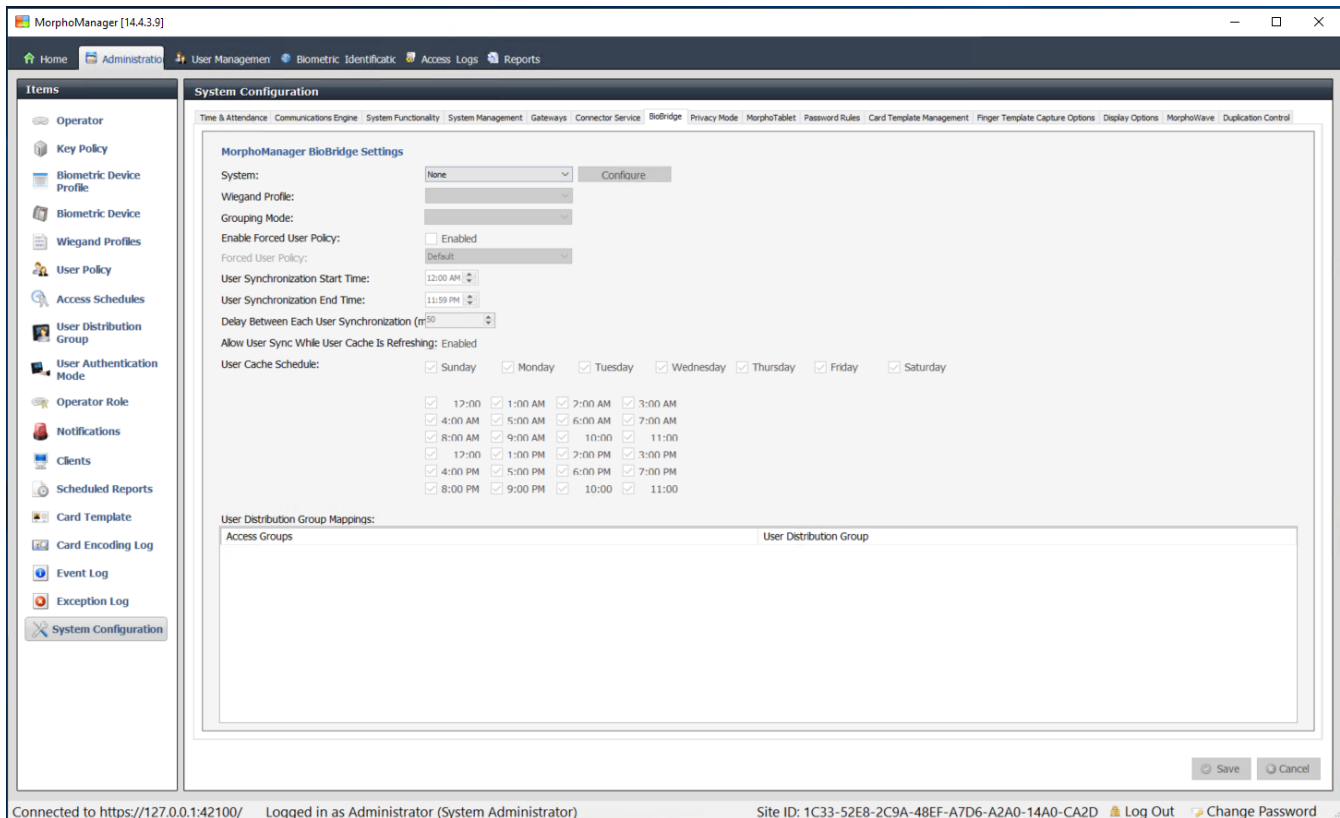 MorphoManager [14.4.3.9]
Home Administratio User Managemen Biometric Identificatic Access Logs Reports
Items
Operator
Key Policy
Biometric Device
Profile
Biometric Device
Wiegand Profiles
User Policy
Access Schedules
User Distribution
Group
User Authentication
Mode
Operator Role
Notifications
Clients
Scheduled Reports
Card Template
Card Encoding Log
Event Log
Exception Log
System Configuration
System Configuration
Time & Attendance Communications Engine System Functionality System Management Gateways Connector Service BioBridge Privacy Mode MorphoTablet Password Rules Card Template Management Finger Template Capture Options Display Options MorphoWave Duplication Control
MorphoManager BioBridge Settings
System: None Configure
Wiegand Profile:
Grouping Mode:
Enable Forced User Policy: Enabled
Forced User Policy: Default
User Synchronization Start Time: 12:00 AM
User Synchronization End Time: 11:59 PM
Delay Between Each User Synchronization (m 50
Allow User Sync While User Cache Is Refreshing: Enabled
User Cache Schedule: Sunday Monday Tuesday Wednesday Thursday Friday Saturday
12:00 1:00 AM 2:00 AM 3:00 AM
4:00 AM 5:00 AM 6:00 AM 7:00 AM
8:00 AM 9:00 AM 10:00 11:00
12:00 1:00 PM 2:00 PM 3:00 PM
4:00 PM 5:00 PM 6:00 PM 7:00 PM
8:00 PM 9:00 PM 10:00 11:00
User Distribution Group Mappings:
Access Groups User Distribution Group
Save Cancel
Connected to https://127.0.0.1:42100/ Logged in as Administrator (System Administrator) Site ID: 1C33-52E8-2C9A-48EF-A7D6-A2A0-14A0-CA2D Log Out Change Password